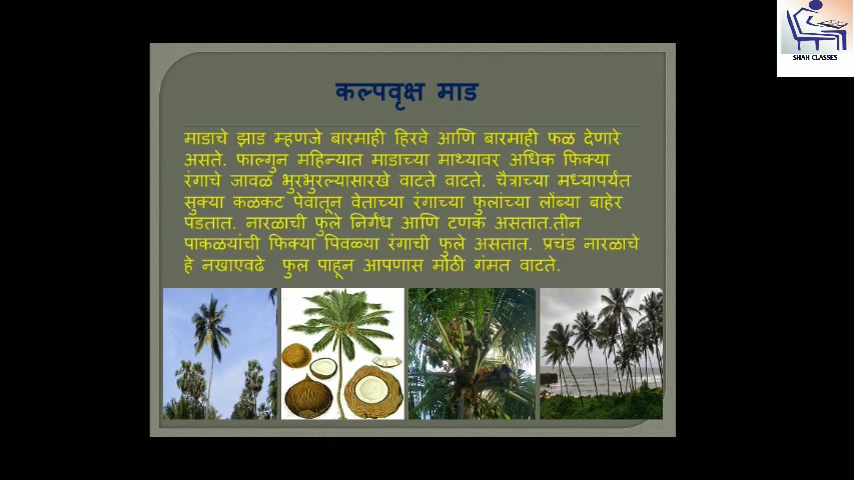 SHAH CLASSES
कल्पवृक्ष माड
माडाचे झाड म्हणजे बारमाही हिरवे आणि बारमाही फळ देणारे
असते. फाल्गुन महिन्यात माडाच्या माथ्यावर अधिक फिक्या
रंगाचे जावळ भुरभुरल्यासारखे वाटते वाटते. चैत्राच्या मध्यापर्यंत
सुक्या कळकट पेवातून वेताच्या रंगाच्या फुलांच्या लोंब्या बाहेर
पडतात. नारळाची फुले निर्गंध आणि टणक असतात.तीन
पाकळयांची फिक्या पिवळ्या रंगाची फुले असतात. प्रचंड नारळाचे
हे नखाएवढे फुल पाहून आपणास मोठी गंमत वाटते.